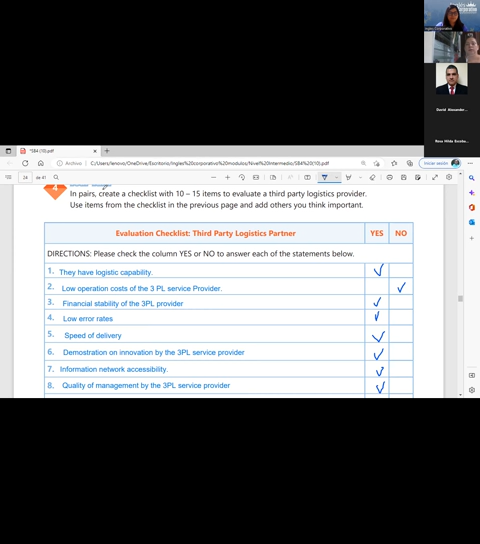 Inglés Corporativo
David Alexander...
Rosa Hilda
*SB4 (10).pdf
Archivo C:/Users/lenovo/OneDrive/Escritorio/Ingles%20corporativo%20modulos/Nivel%20Intermedio/SB4%20(10).pdf
Iniciar sesión
24 de 41
In pairs, create a checklist with 10 – 15 items to evaluate a third party logistics provider.
Use items from the checklist in the previous page and add others you think important.
Evaluation Checklist: Third Party Logistics Partner YES NO
DIRECTIONS: Please check the column YES or NO to answer each of the statements below.
1. They have logistic capability.
2. Low operation costs of the 3 PL service Provider.
3. Financial stability of the 3PL provider
4. Low error rates
5. Speed of delivery
6. Demostration on innovation by the 3PL service provider
7. Information network accessibility.
8. Quality of management by the 3PL service provider